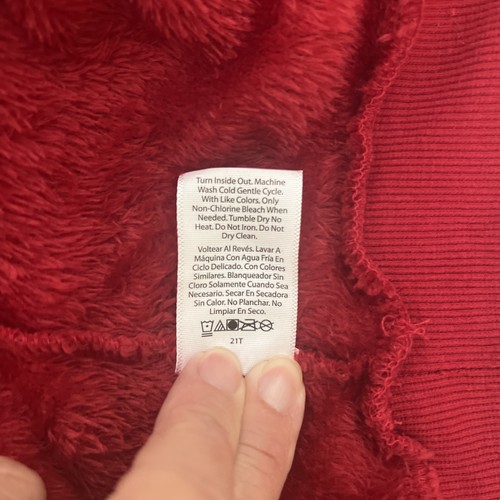 Turn Inside Out. Machine
Wash Cold Gentle Cycle.
With Like Colors. Only
Non-Chlorine Bleach When
Needed. Tumble Dry No
Heat. Do Not Iron. Do Not
Dry Clean.
Voltear Al Revés. Lavar A
Máquina Con Agua Fría En
Ciclo Delicado. Con Colores
Similares. Blanqueador Sin
Cloro Solamente Cuando Sea
Necesario. Secar En Secadora
Sin Calor. No Planchar. No
Limpiar En Seco.
21T